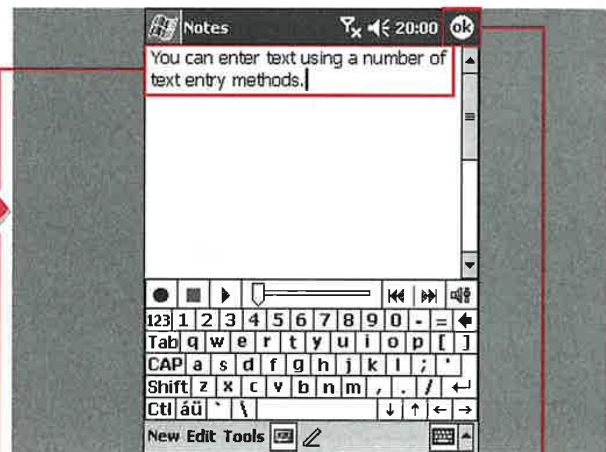 Notes 20:00 ok
You can enter text using a number of
text entry methods.
123 1 2 3 4 5 6 7 8 9 0 - =
Tab q w e r t y u i o p [ ]
CAP a s d f g h j k l ; '
Shift z x c v b n m , . /
Ctl áü ` \
New Edit Tools